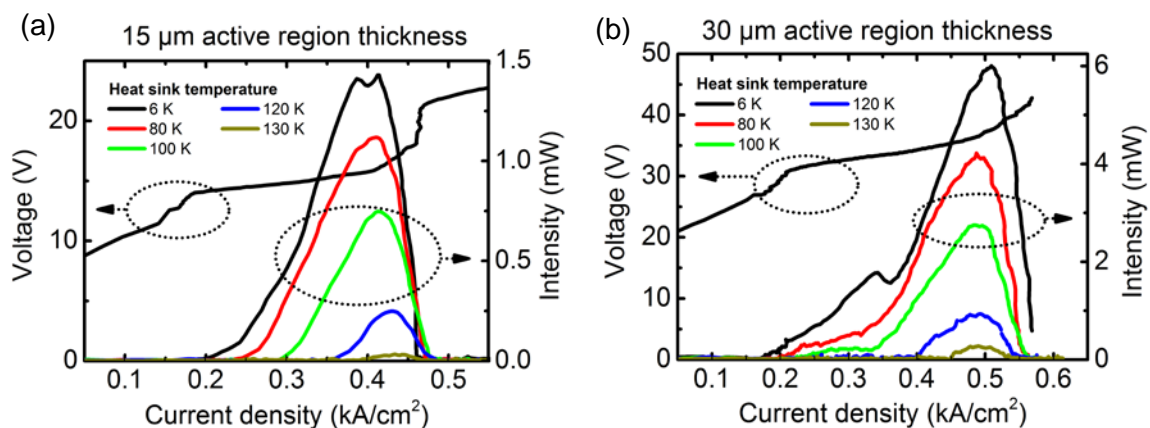 (a)
15 µm active region thickness
Heat sink temperature
6 K
120 K
80 K
130 K
100 K
Voltage (V)
0
10
20
Intensity (mW)
0.0
0.5
1.0
1.5
0.1 0.2 0.3 0.4 0.5
Current density (kA/cm²)
(b)
30 µm active region thickness
Heat sink temperature
6 K
120 K
80 K
130 K
100 K
Voltage (V)
0
10
20
30
40
50
Intensity (mW)
0
2
4
6
0.1 0.2 0.3 0.4 0.5 0.6
Current density (kA/cm²)